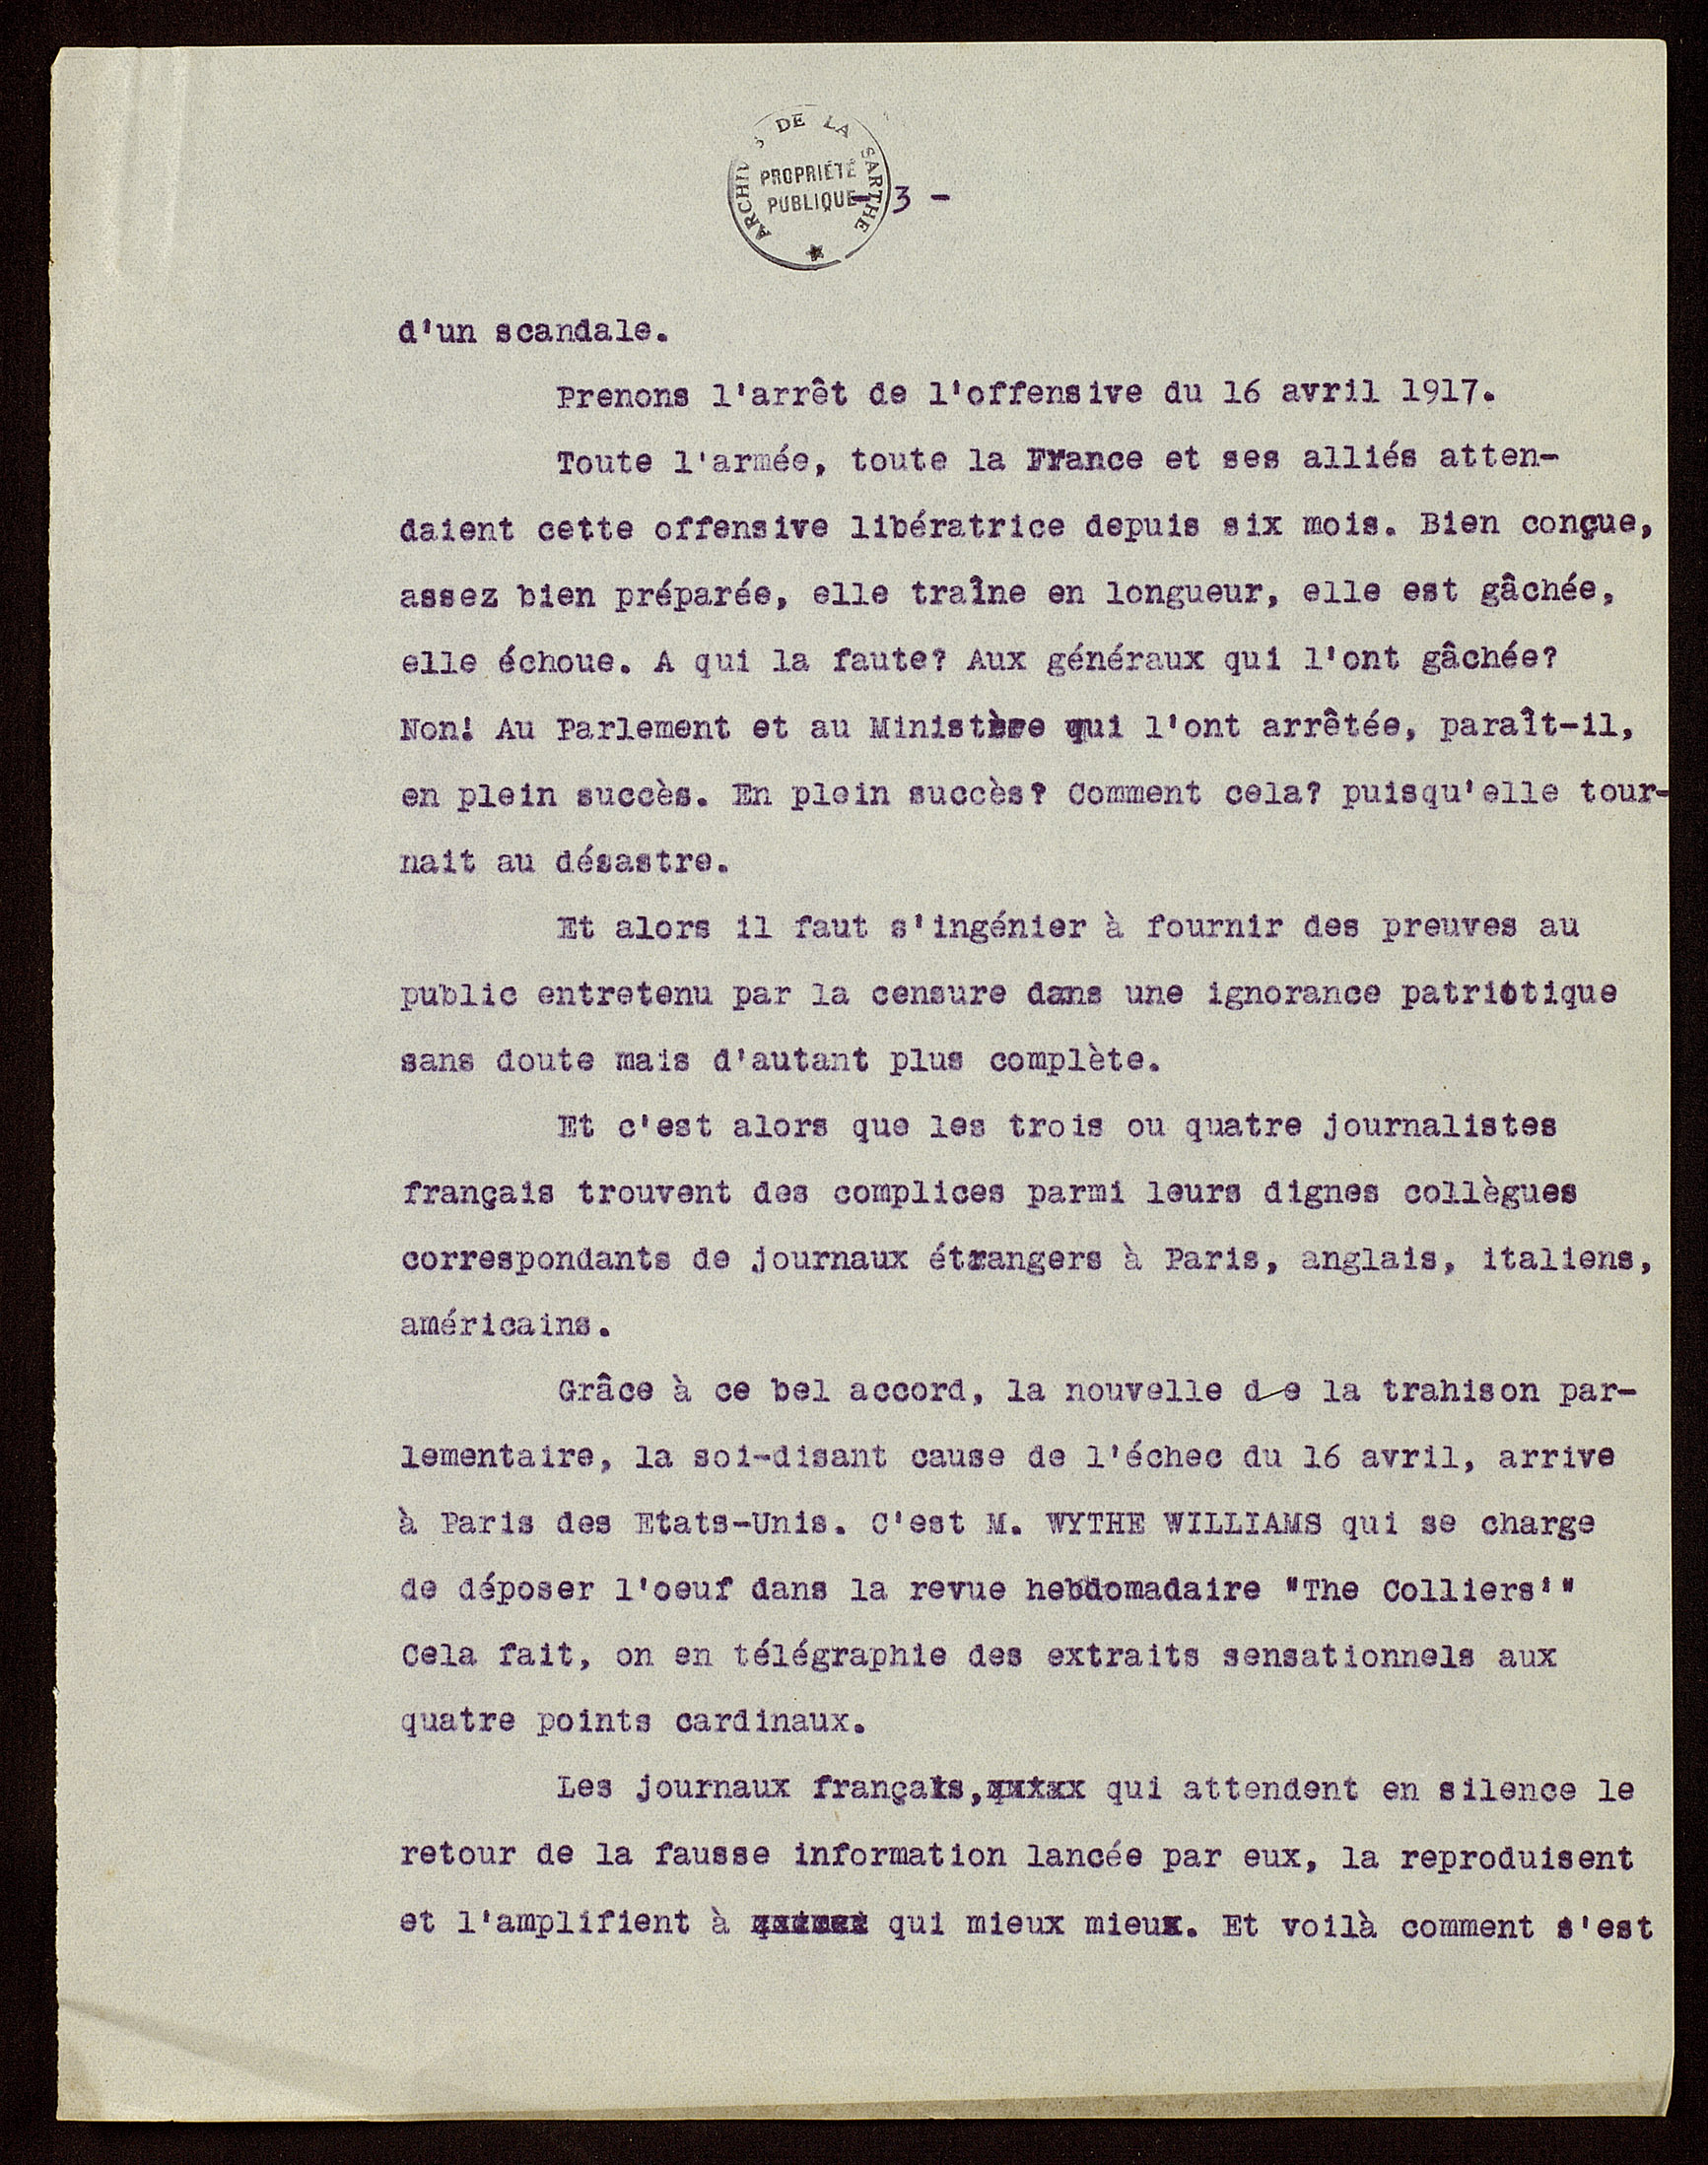 ARCHIVES DE LA SARTHE
PROPRIÉTÉ
PUBLIQUE
- 3 -
d'un scandale.
Prenons l'arrêt de l'offensive du 16 avril 1917.
Toute l'armée, toute la France et ses alliés atten-
daient cette offensive libératrice depuis six mois. Bien conçue,
assez bien préparée, elle traîne en longueur, elle est gâchée,
elle échoue. A qui la faute? Aux généraux qui l'ont gâchée?
Non! Au Parlement et au Ministère qui l'ont arrêtée, paraît-il,
en plein succès. En plein succès? Comment cela? puisqu'elle tour-
nait au désastre.
Et alors il faut s'ingénier à fournir des preuves au
public entretenu par la censure dans une ignorance patriotique
sans doute mais d'autant plus complète.
Et c'est alors que les trois ou quatre journalistes
français trouvent des complices parmi leurs dignes collègues
correspondants de journaux étrangers à Paris, anglais, italiens,
américains.
Grâce à ce bel accord, la nouvelle de la trahison par-
lementaire, la soi-disant cause de l'échec du 16 avril, arrive
à Paris des Etats-Unis. C'est M. WYTHE WILLIAMS qui se charge
de déposer l'oeuf dans la revue hebdomadaire "The Colliers'"
Cela fait, on en télégraphie des extraits sensationnels aux
quatre points cardinaux.
Les journaux français, qui attendent en silence le
retour de la fausse information lancée par eux, la reproduisent
et l'amplifient à qui mieux mieux. Et voilà comment s'est